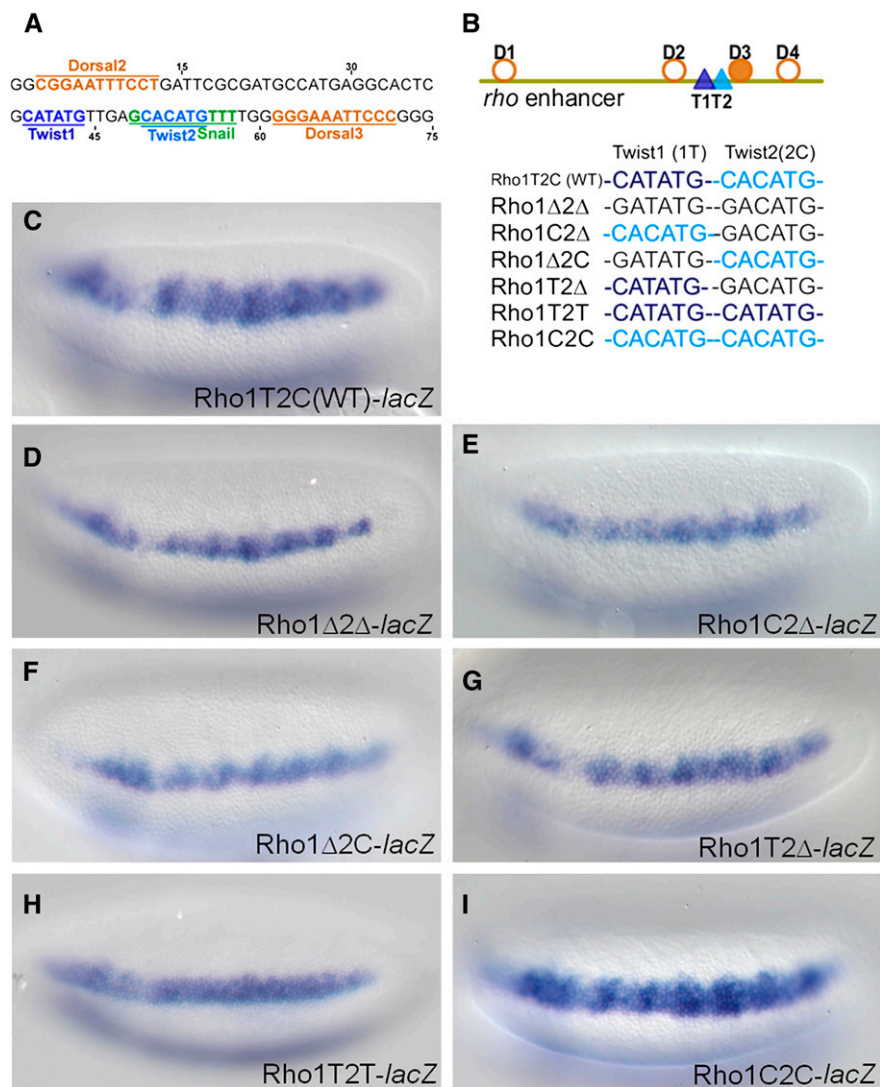 A
Dorsal2
15
30
GGCGGAATTTCCTGATTCGCGATGCCATGAGGCACTC
GCATATGTTGAGCACATGTTTTGGGGGGAAATTCCCGGG
Twist1
45
Twist2
Snail
60
Dorsal3
75
B
D1
D2
D3
D4
rho enhancer
T1T2
Twist1 (1T) Twist2(2C)
Rho1T2C (WT) -CATATG--CACATG-
Rho1Δ2Δ -GATATG--GACATG-
Rho1C2Δ -CACATG--GACATG-
Rho1Δ2C -GATATG--CACATG-
Rho1T2Δ -CATATG--GACATG-
Rho1T2T -CATATG--CATATG-
Rho1C2C -CACATG--CACATG-
C
Rho1T2C(WT)-lacZ
D
Rho1Δ2Δ-lacZ
E
Rho1C2Δ-lacZ
F
Rho1Δ2C-lacZ
G
Rho1T2Δ-lacZ
H
Rho1T2T-lacZ
I
Rho1C2C-lacZ